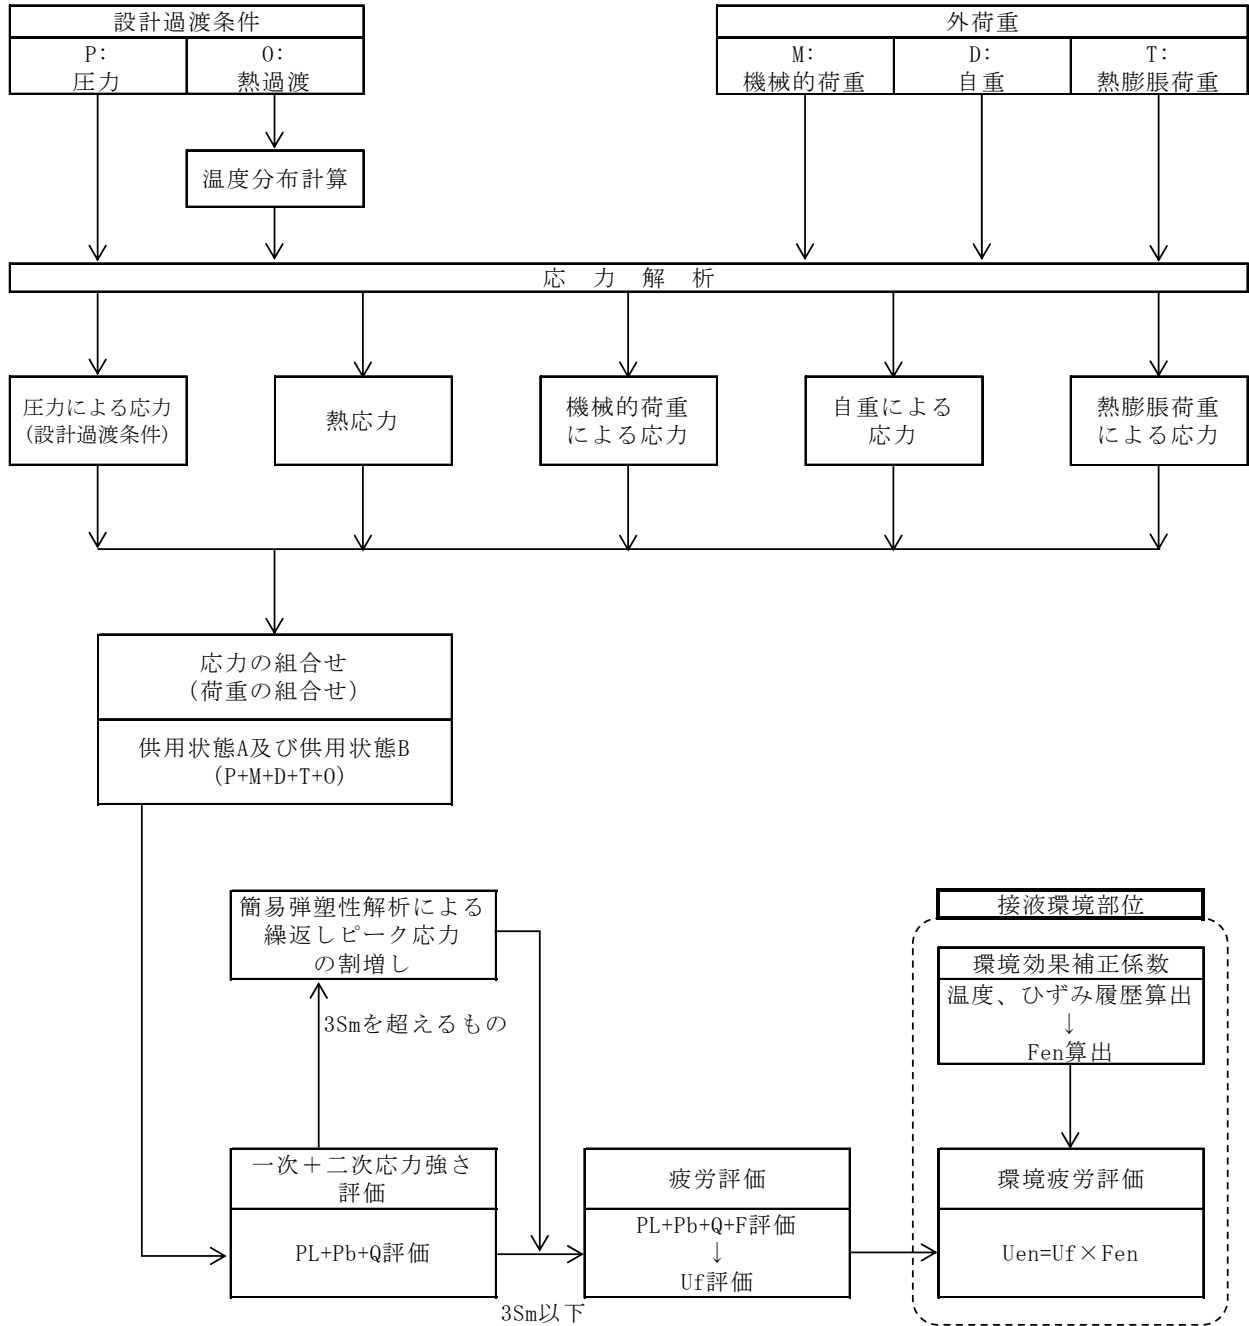 設計過渡条件
外荷重
P:
圧力
O:
熱過渡
M:
機械的荷重
D:
自重
T:
熱膨脹荷重
温度分布計算
応 力 解 析
圧力による応力
(設計過渡条件)
熱応力
機械的荷重
による応力
自重による
応力
熱膨脹荷重
による応力
応力の組合せ
(荷重の組合せ)
供用状態A及び供用状態B
(P+M+D+T+O)
簡易弾塑性解析による
繰返しピーク応力
の割増し
3Smを超えるもの
接液環境部位
環境効果補正係数
温度、ひずみ履歴算出
↓
Fen算出
一次＋二次応力強さ
評価
PL+Pb+Q評価
3Sm以下
疲労評価
PL+Pb+Q+F評価
↓
Uf評価
環境疲労評価
Uen=Uf×Fen